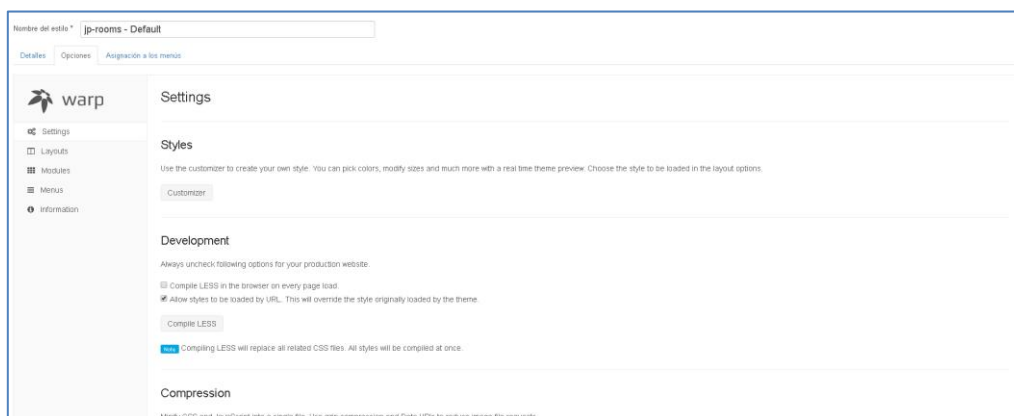 Nombre del estilo * jp-rooms - Default
Detalles Opciones Asignación a los menús
warp
Settings
Layouts
Modules
Menus
Information
Settings
Styles
Use the customizer to create your own style. You can pick colors, modify sizes and much more with a real time theme preview. Choose the style to be loaded in the layout options.
Customizer
Development
Always uncheck following options for your production website.
Compile LESS in the browser on every page load.
Allow styles to be loaded by URL. This will override the style originally loaded by the theme.
Compile LESS
Compiling LESS will replace all related CSS files. All styles will be compiled at once.
Compression